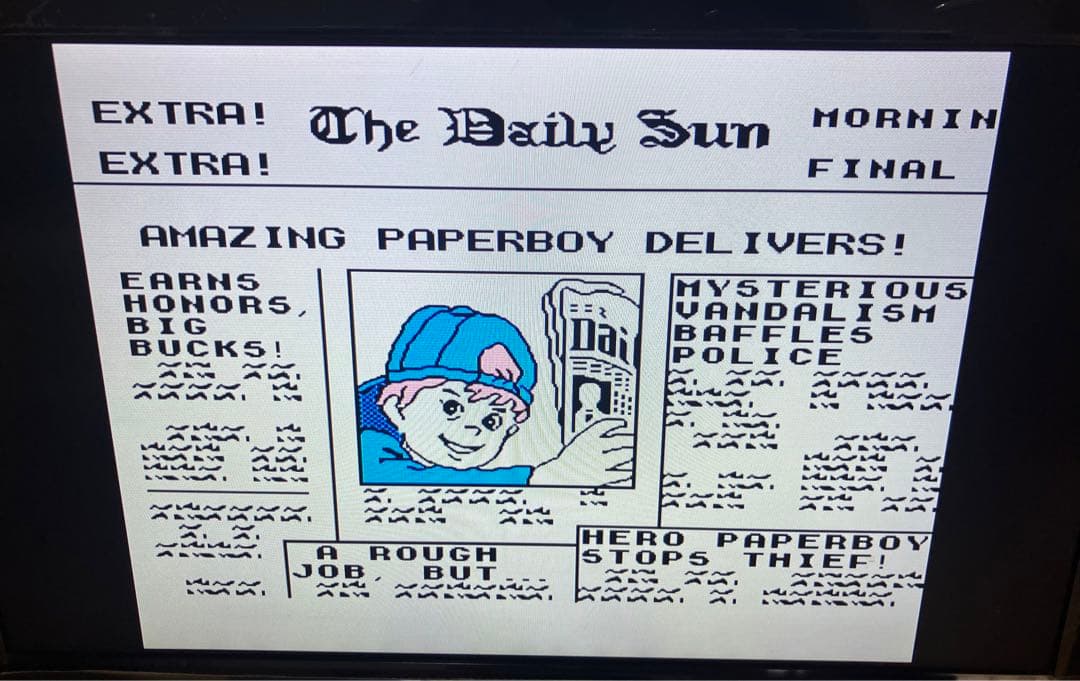 EXTRA!
EXTRA!
The Daily Sun
MORNIN
FINAL
AMAZING PAPERBOY DELIVERS!
EARNS
HONORS,
BIG
BUCKS!
Dai
MYSTERIOUS
VANDALISM
BAFFLES
POLICE
A ROUGH
JOB, BUT...
HERO PAPERBOY
STOPS THIEF!